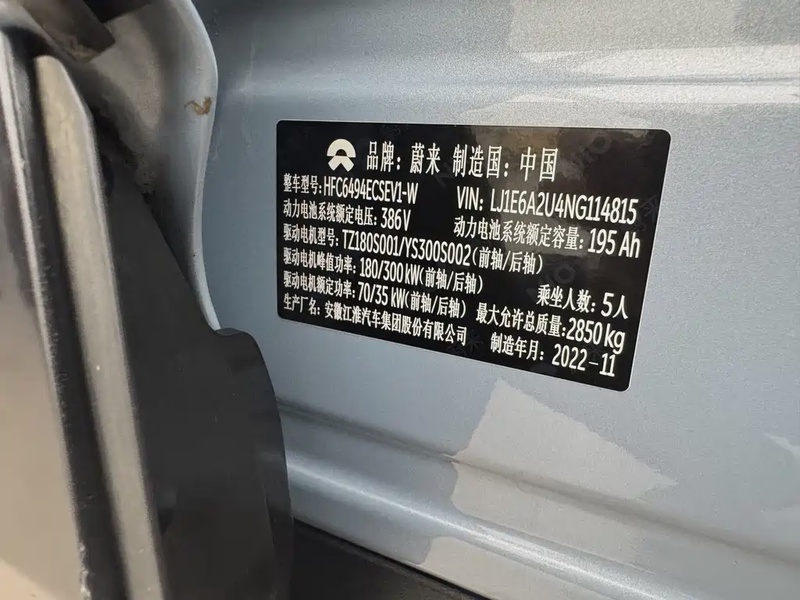 品牌：蔚来 制造国：中国
整车型号:HFC6494ECSEV1-W VIN: LJ1E6A2U4NG114815
动力电池系统额定电压: 386V 动力电池系统额定容量: 195 Ah
驱动电机型号: TZ180S001/YS300S002(前轴/后轴)
驱动电机峰值功率: 180/300kW(前轴/后轴) 乘坐人数: 5人
驱动电机额定功率: 70/35 kW(前轴/后轴) 最大允许总质量:2850kg
生产厂名: 安徽江淮汽车集团股份有限公司 制造年月: 2022-11